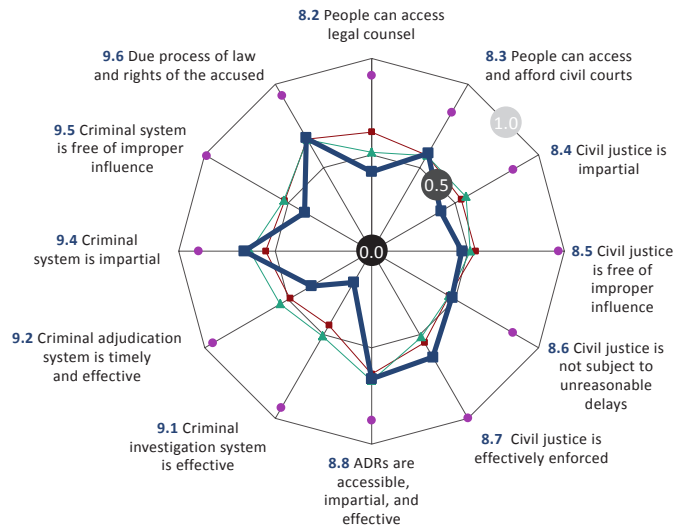 8.2 People can access
legal counsel
8.3 People can access
and afford civil courts
1.0
8.4 Civil justice is
impartial
0.5
8.5 Civil justice
is free of
improper
influence
0.0
8.6 Civil justice is
not subject to
unreasonable
delays
8.7 Civil justice is
effectively enforced
8.8 ADRs are
accessible,
impartial, and
effective
9.1 Criminal
investigation system
is effective
9.2 Criminal adjudication
system is timely
and effective
9.4 Criminal
system is impartial
9.5 Criminal system
is free of improper
influence
9.6 Due process of law
and rights of the accused